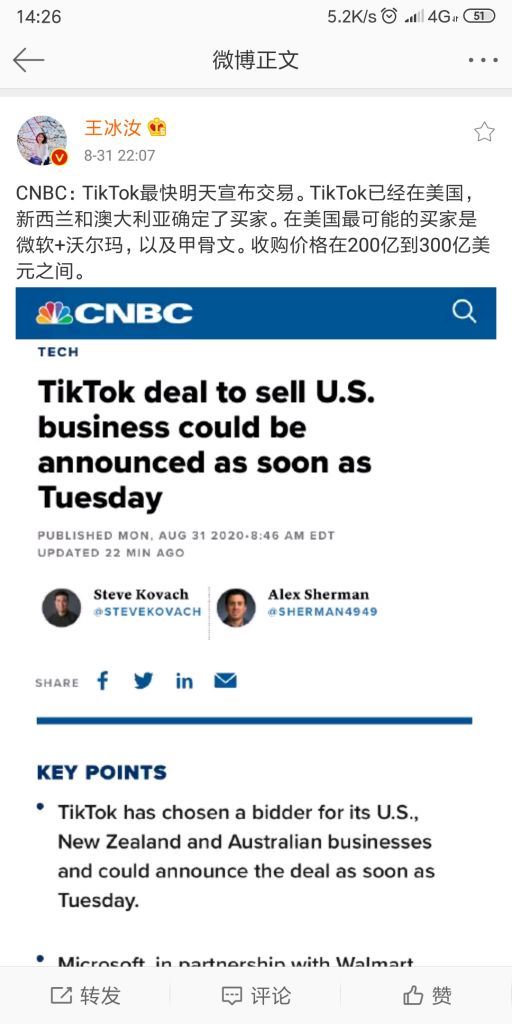 14:26
5.2K/s 4G 51
微博正文
王冰汝
8-31 22:07
CNBC：TikTok最快明天宣布交易。TikTok已经在美国，
新西兰和澳大利亚确定了买家。在美国最可能的买家是
微软+沃尔玛，以及甲骨文。收购价格在200亿到300亿美
元之间。
CNBC
TECH
TikTok deal to sell U.S.
business could be
announced as soon as
Tuesday
PUBLISHED MON, AUG 31 2020•8:46 AM EDT
UPDATED 22 MIN AGO
Steve Kovach
@STEVEKOVACH
Alex Sherman
@SHERMAN4949
SHARE
KEY POINTS
• TikTok has chosen a bidder for its U.S.,
New Zealand and Australian businesses
and could announce the deal as soon as
Tuesday.
• Microsoft, in partnership with Walmart
转发 评论 赞